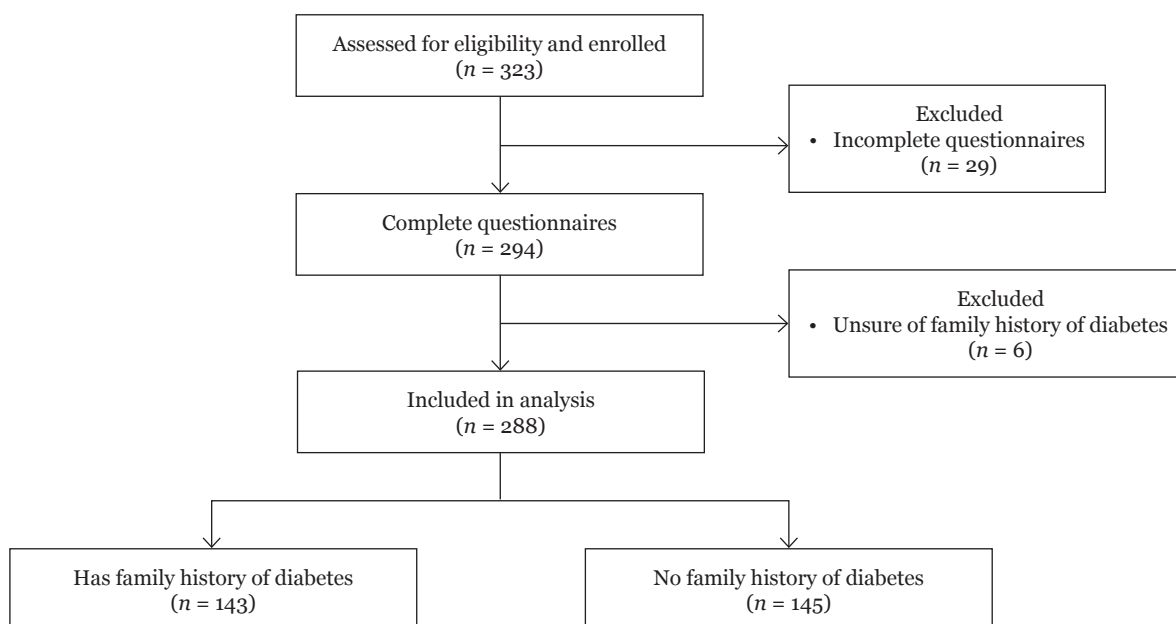 Assessed for eligibility and enrolled
(n = 323)
Excluded
• Incomplete questionnaires
(n = 29)
Complete questionnaires
(n = 294)
Excluded
• Unsure of family history of diabetes
(n = 6)
Included in analysis
(n = 288)
Has family history of diabetes
(n = 143)
No family history of diabetes
(n = 145)